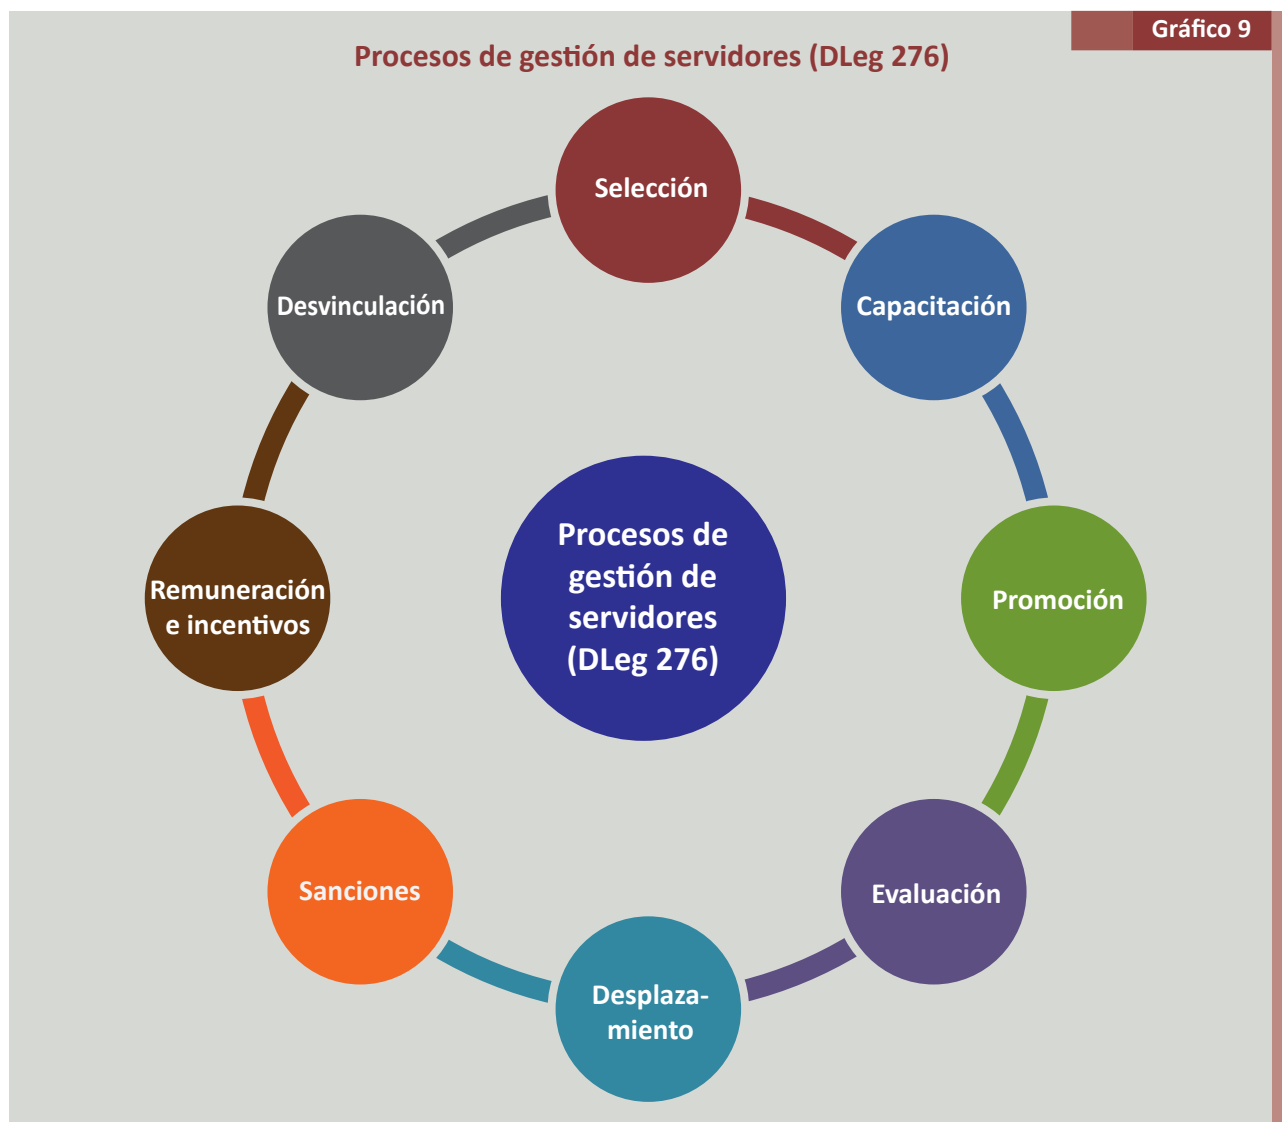 Gráfico 9
Procesos de gestión de servidores (DLeg 276)
Selección
Capacitación
Promoción
Evaluación
Desplaza-
miento
Sanciones
Remuneración
e incentivos
Desvinculación
Procesos de
gestión de
servidores
(DLeg 276)